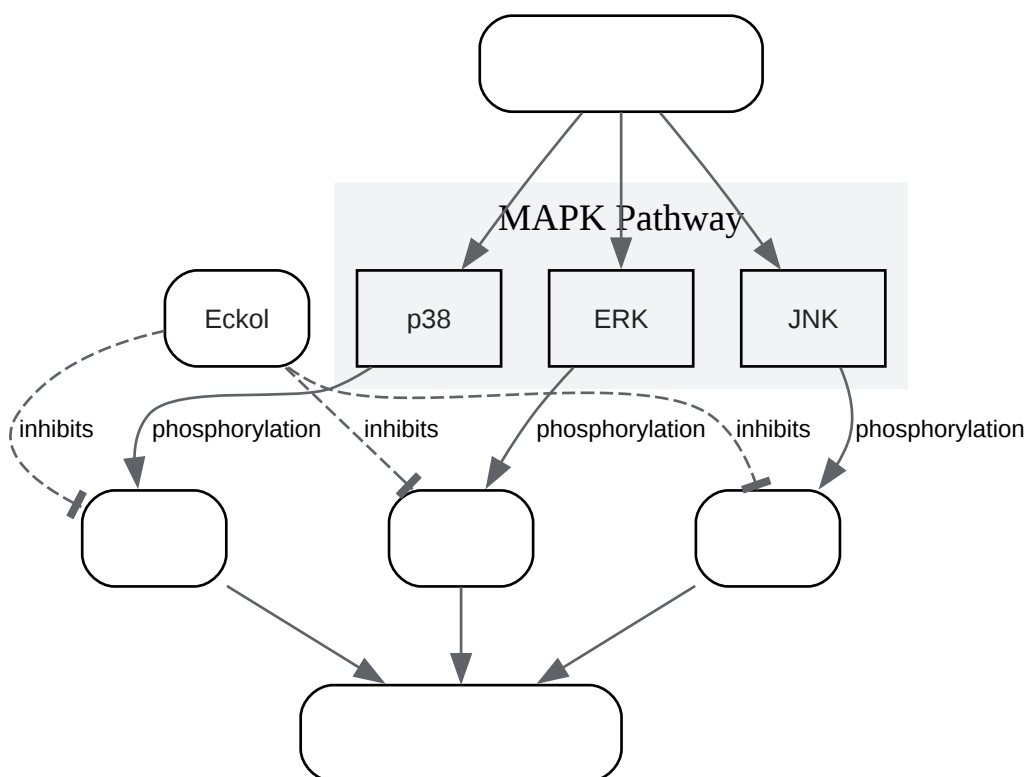 MAPK Pathway
Eckol
p38
ERK
JNK
inhibits
phosphorylation
inhibits
phosphorylation
inhibits
phosphorylation